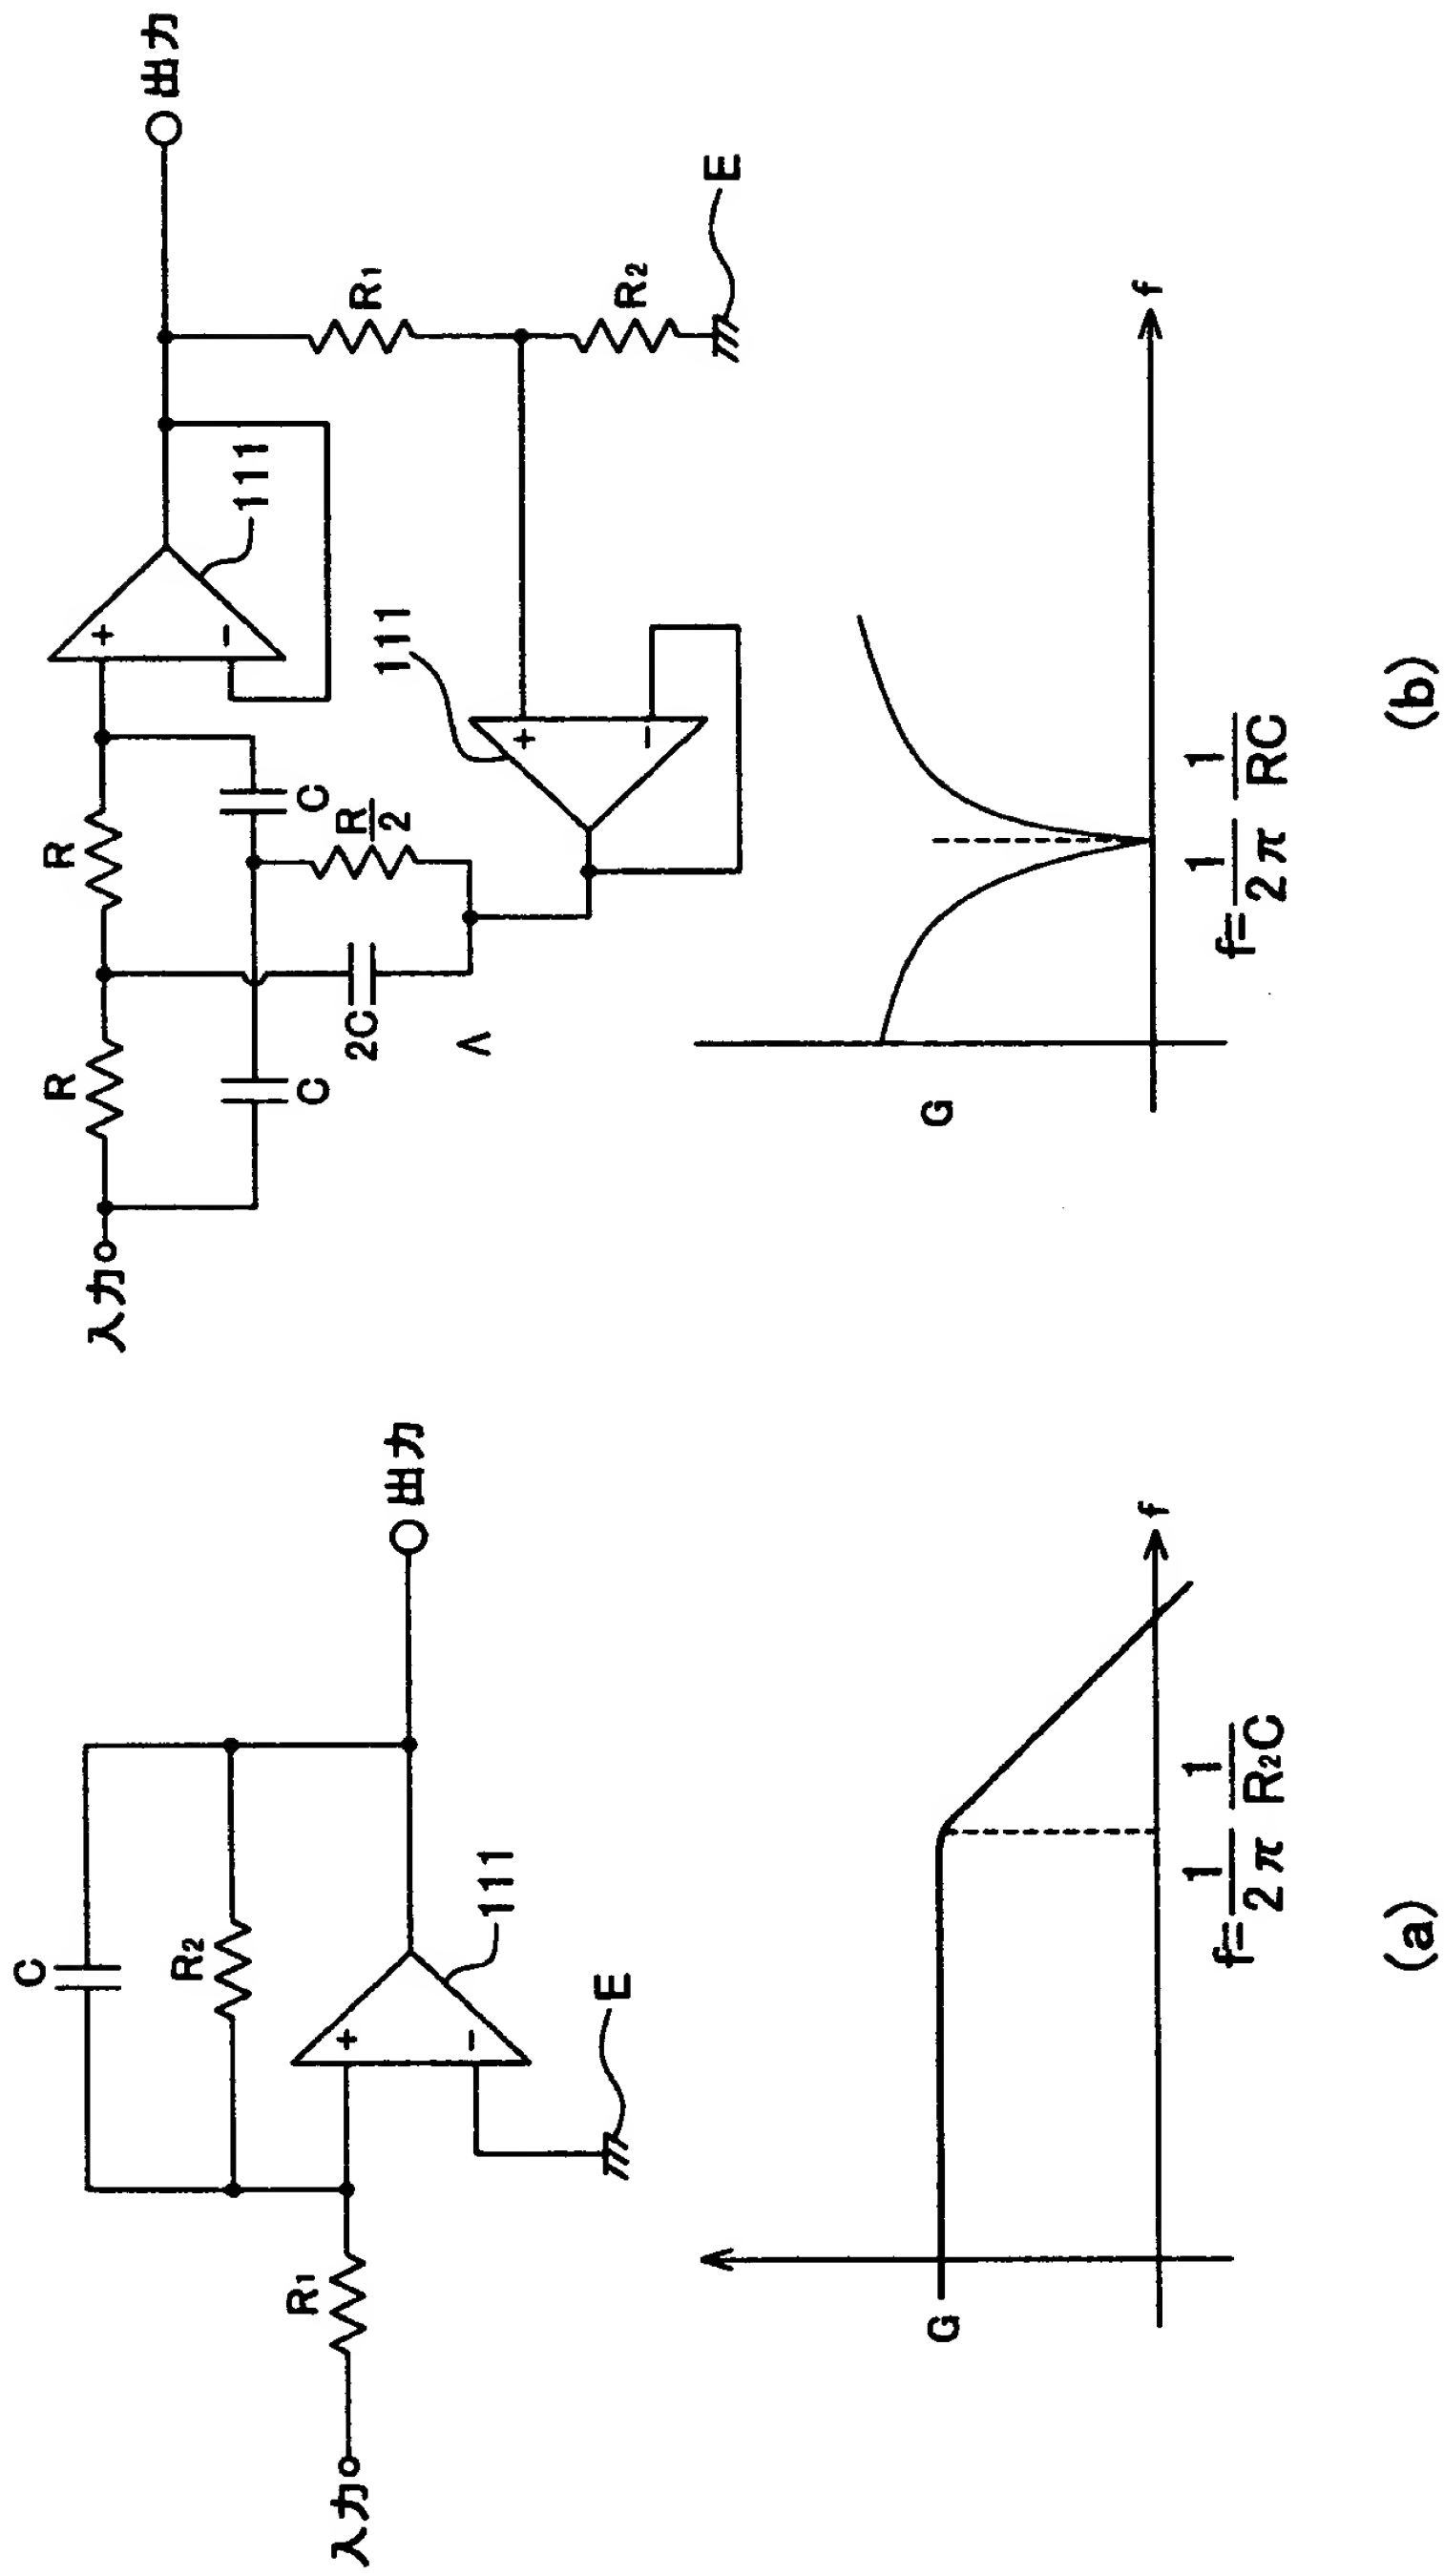 C
R2
R1
入力
+
-
111
E
出力
G
f
f=1/2π 1/R2C
(a)
入力
R
R
C
C
2C
R/2
+
-
111
+
-
111
R1
R2
E
出力
Λ
G
f
f=1/2π 1/RC
(b)